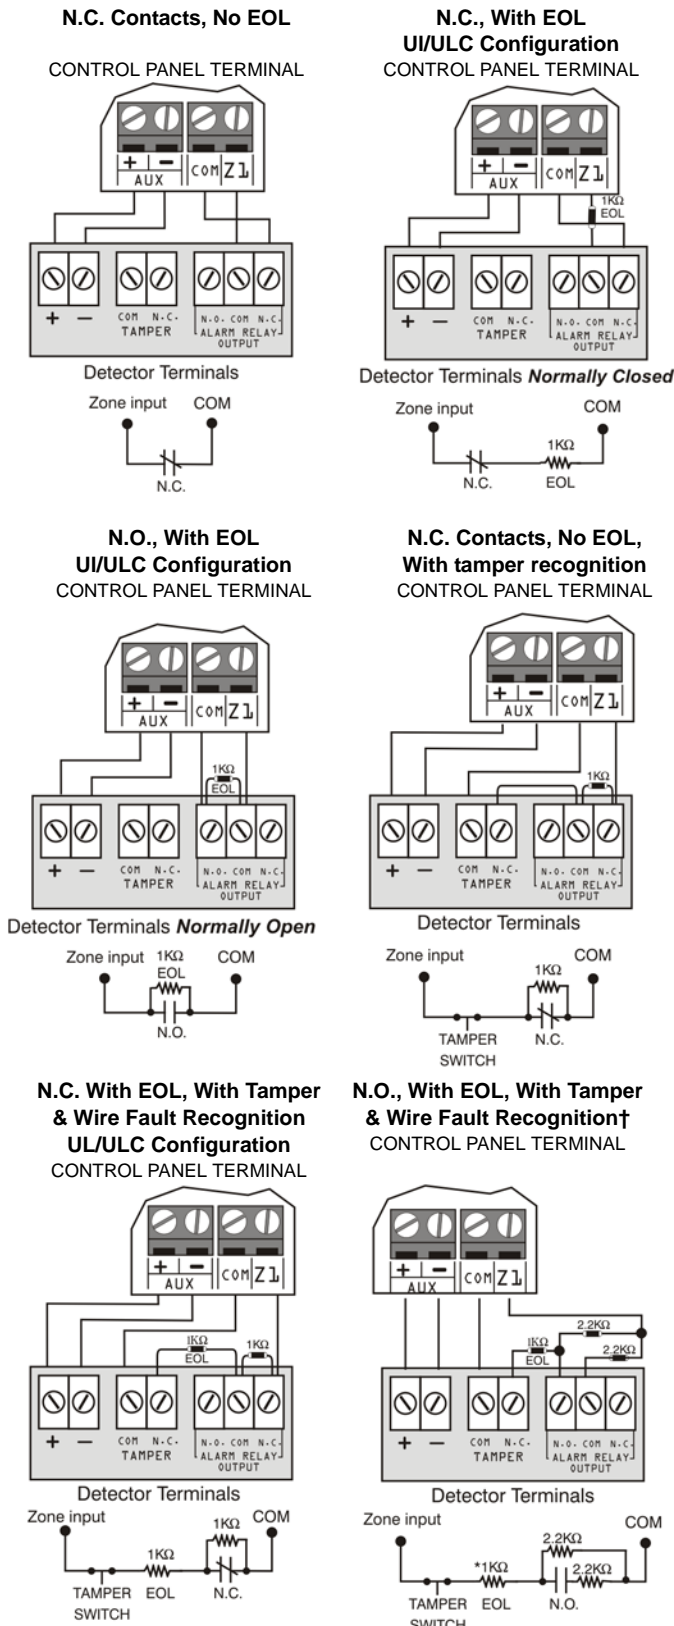 N.C. Contacts, No EOL
CONTROL PANEL TERMINAL
+ −
AUX
COM Z1
+ −
COM N.C.
TAMPER
N.O. COM N.C.
ALARM RELAY
OUTPUT
Detector Terminals
Zone input COM
N.C.
N.C., With EOL
UI/ULC Configuration
CONTROL PANEL TERMINAL
+ −
AUX
COM Z1
1KΩ
EOL
+ −
COM N.C.
TAMPER
N.O. COM N.C.
ALARM RELAY
OUTPUT
Detector Terminals Normally Closed
Zone input COM
1KΩ
N.C. EOL
N.O., With EOL
UI/ULC Configuration
CONTROL PANEL TERMINAL
+ −
AUX
COM Z1
1KΩ
EOL
+ −
COM N.C.
TAMPER
N.O. COM N.C.
ALARM RELAY
OUTPUT
Detector Terminals Normally Open
Zone input 1KΩ COM
EOL
N.O.
N.C. Contacts, No EOL,
With tamper recognition
CONTROL PANEL TERMINAL
+ −
AUX
COM Z1
1KΩ
+ −
COM N.C.
TAMPER
N.O. COM N.C.
ALARM RELAY
OUTPUT
Detector Terminals
Zone input COM
1KΩ
TAMPER N.C.
SWITCH
N.C. With EOL, With Tamper
& Wire Fault Recognition
UL/ULC Configuration
CONTROL PANEL TERMINAL
+ −
AUX
COM Z1
1KΩ
EOL
1KΩ
+ −
COM N.C.
TAMPER
N.O. COM N.C.
ALARM RELAY
OUTPUT
Detector Terminals
Zone input COM
1KΩ
1KΩ
TAMPER EOL N.C.
SWITCH
N.O., With EOL, With Tamper
& Wire Fault Recognition†
CONTROL PANEL TERMINAL
+ −
AUX
COM Z1
2.2KΩ
1KΩ
EOL
2.2KΩ
+ −
COM N.C.
TAMPER
N.O. COM N.C.
ALARM RELAY
OUTPUT
Detector Terminals
Zone input COM
2.2KΩ
*1KΩ 2.2KΩ
TAMPER EOL N.O.
SWITCH